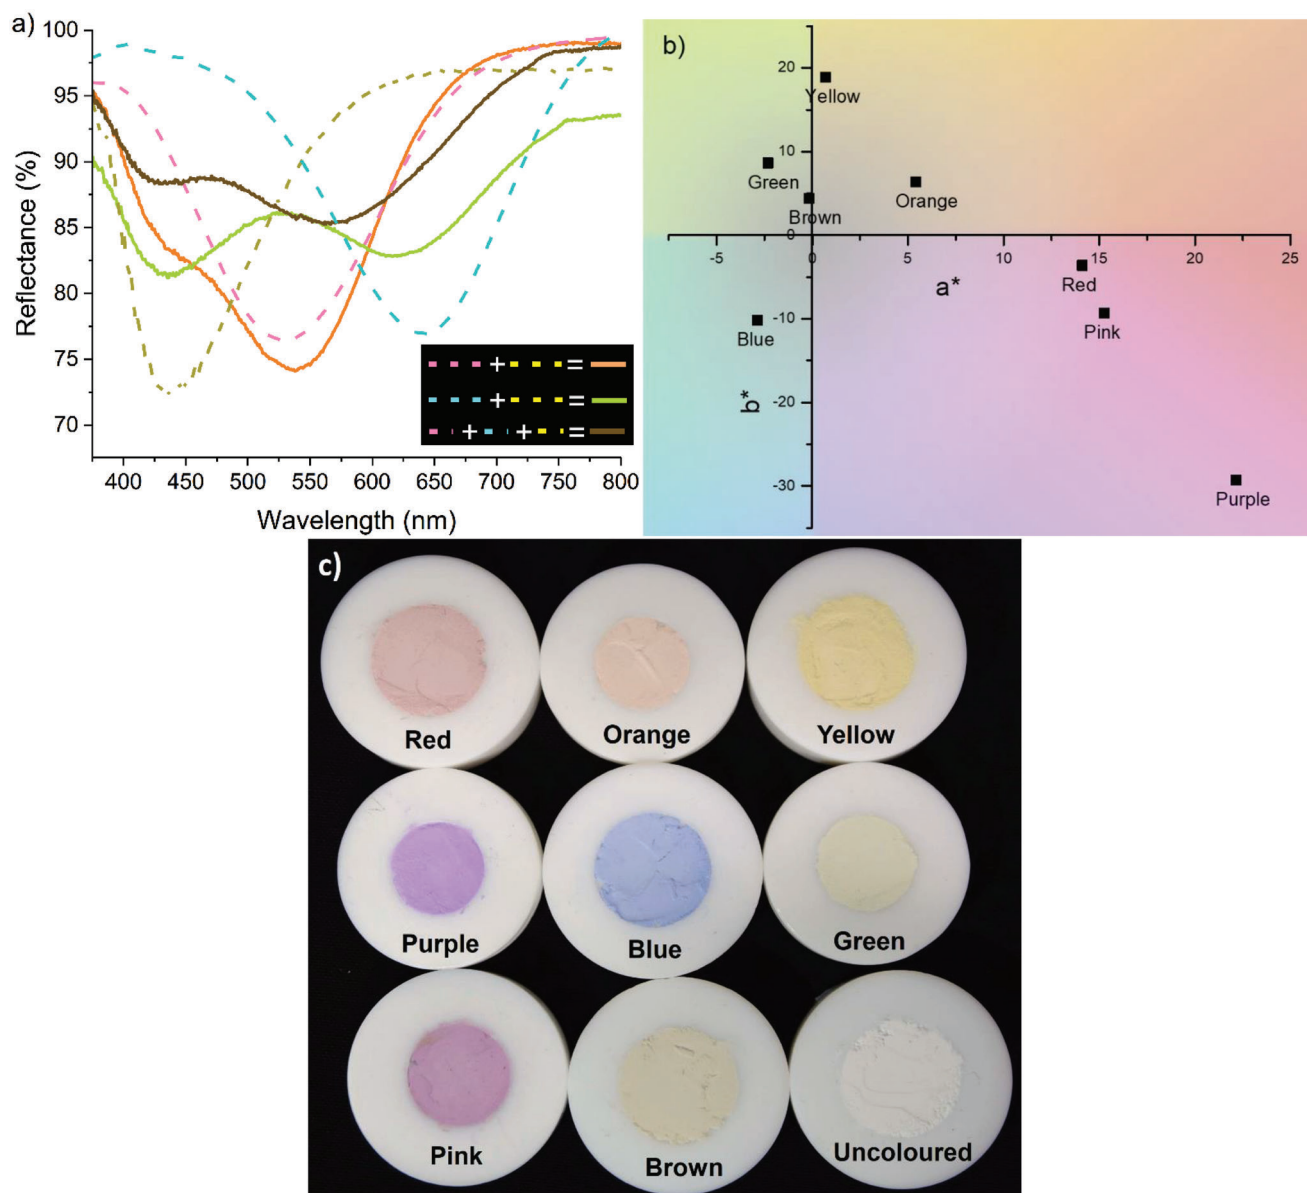 a)
100
95
90
85
80
75
70
Reflectance (%)
400 450 500 550 600 650 700 750 800
Wavelength (nm)
+ =
+ =
+ + =
b)
20
10
0
-10
-20
-30
-5 0 5 10 15 20 25
a*
b*
Yellow
Green
Brown
Orange
Red
Pink
Blue
Purple
c)
Red Orange Yellow
Purple Blue Green
Pink Brown Uncoloured